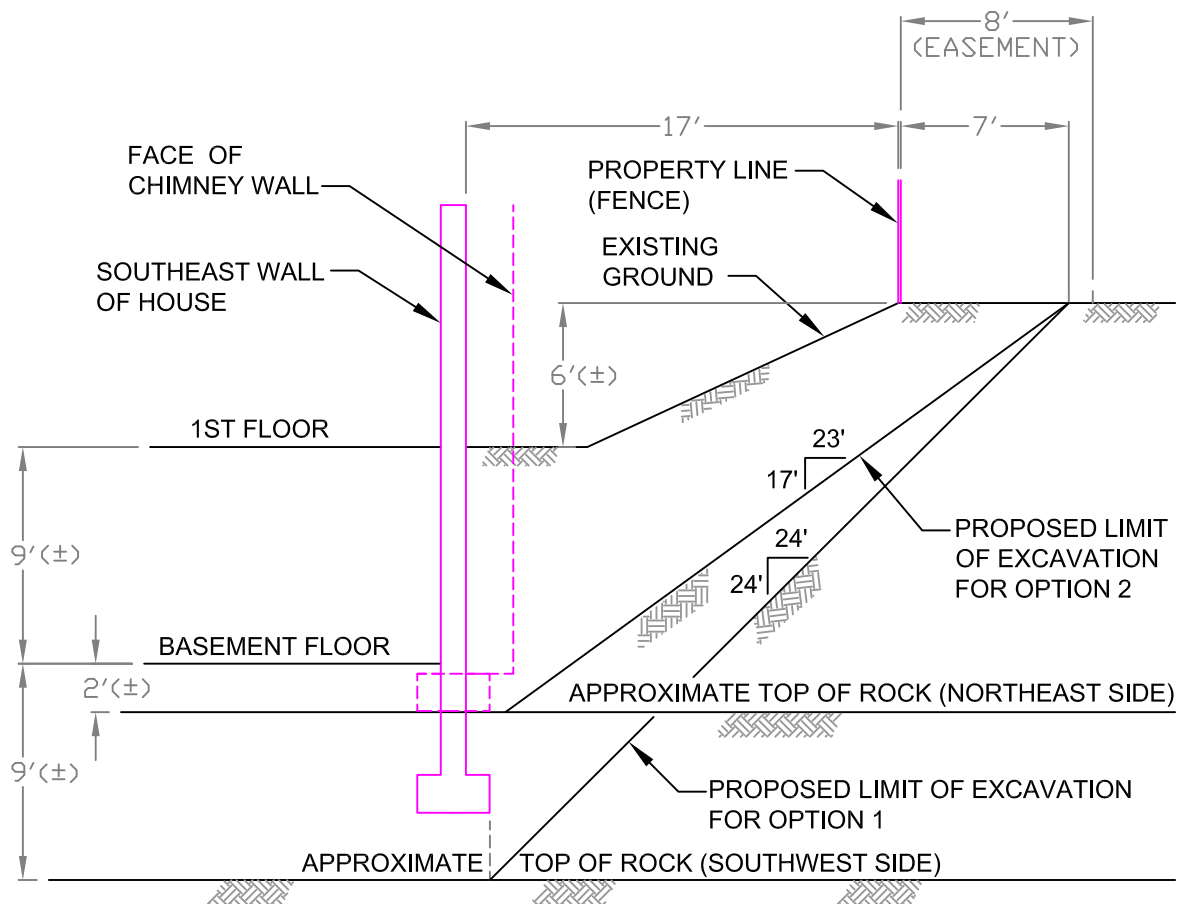 8'
(EASEMENT)
17'
7'
FACE OF
CHIMNEY WALL
PROPERTY LINE
(FENCE)
EXISTING
GROUND
SOUTHEAST WALL
OF HOUSE
6'(±)
1ST FLOOR
23'
17'
PROPOSED LIMIT
OF EXCAVATION
FOR OPTION 2
9'(±)
24'
24'
BASEMENT FLOOR
2'(±)
APPROXIMATE TOP OF ROCK (NORTHEAST SIDE)
9'(±)
PROPOSED LIMIT OF EXCAVATION
FOR OPTION 1
APPROXIMATE TOP OF ROCK (SOUTHWEST SIDE)